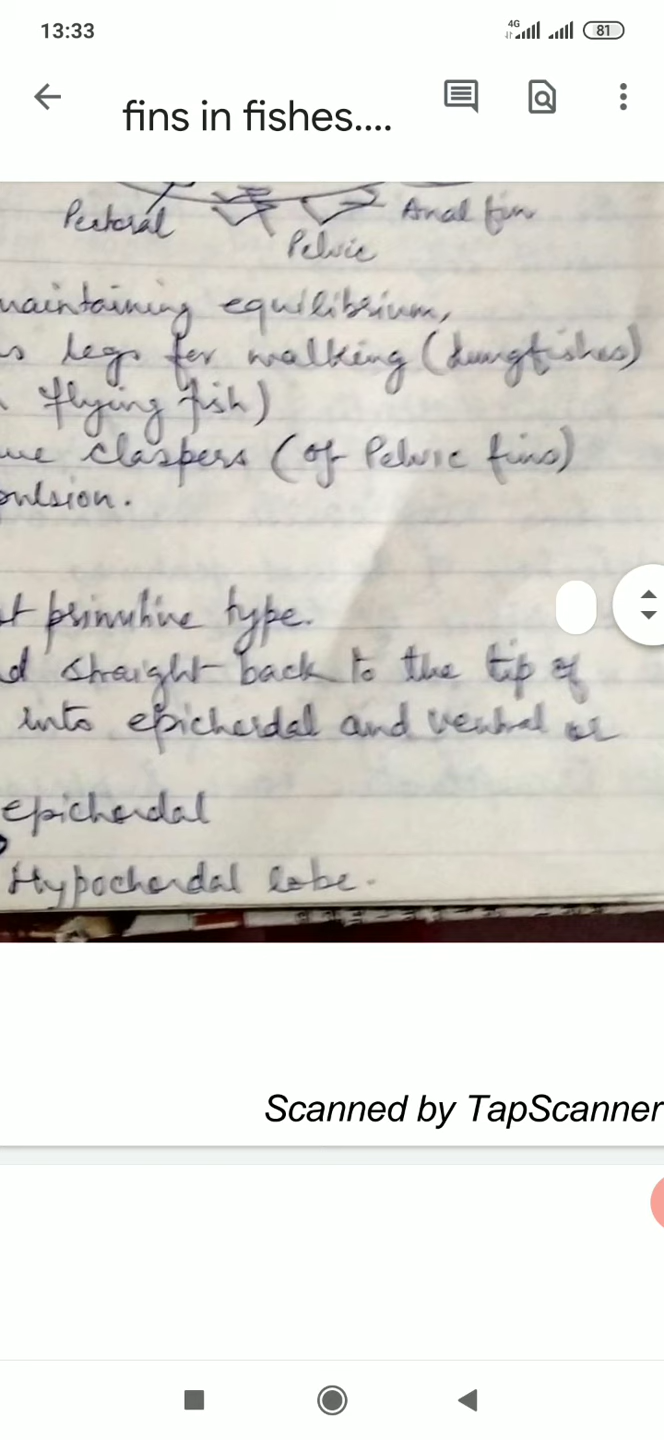 13:33
4G
81
fins in fishes....
Pectoral
Anal fin
Pelvic
maintaining equilibrium,
s legs for walking (lungfishes)
flying fish)
claspers (of Pelvic fins)
pulsion.
t primitive type.
d straight back to the tip of
into epichordal and ventral or
epichordal
Hypochordal lobe.
Scanned by TapScanner